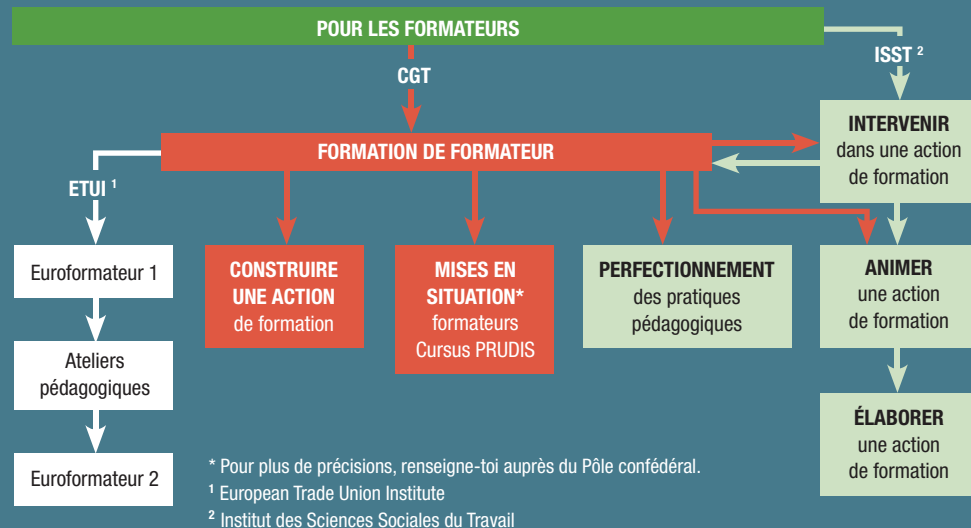 POUR LES FORMATEURS
ISST ²
CGT
INTERVENIR
dans une action
de formation
FORMATION DE FORMATEUR
ETUI ¹
Euroformateur 1
CONSTRUIRE
UNE ACTION
de formation
MISES EN
SITUATION*
formateurs
Cursus PRUDIS
PERFECTIONNEMENT
des pratiques
pédagogiques
ANIMER
une action
de formation
Ateliers
pédagogiques
ÉLABORER
une action
de formation
Euroformateur 2
* Pour plus de précisions, renseigne-toi auprès du Pôle confédéral.
¹ European Trade Union Institute
² Institut des Sciences Sociales du Travail